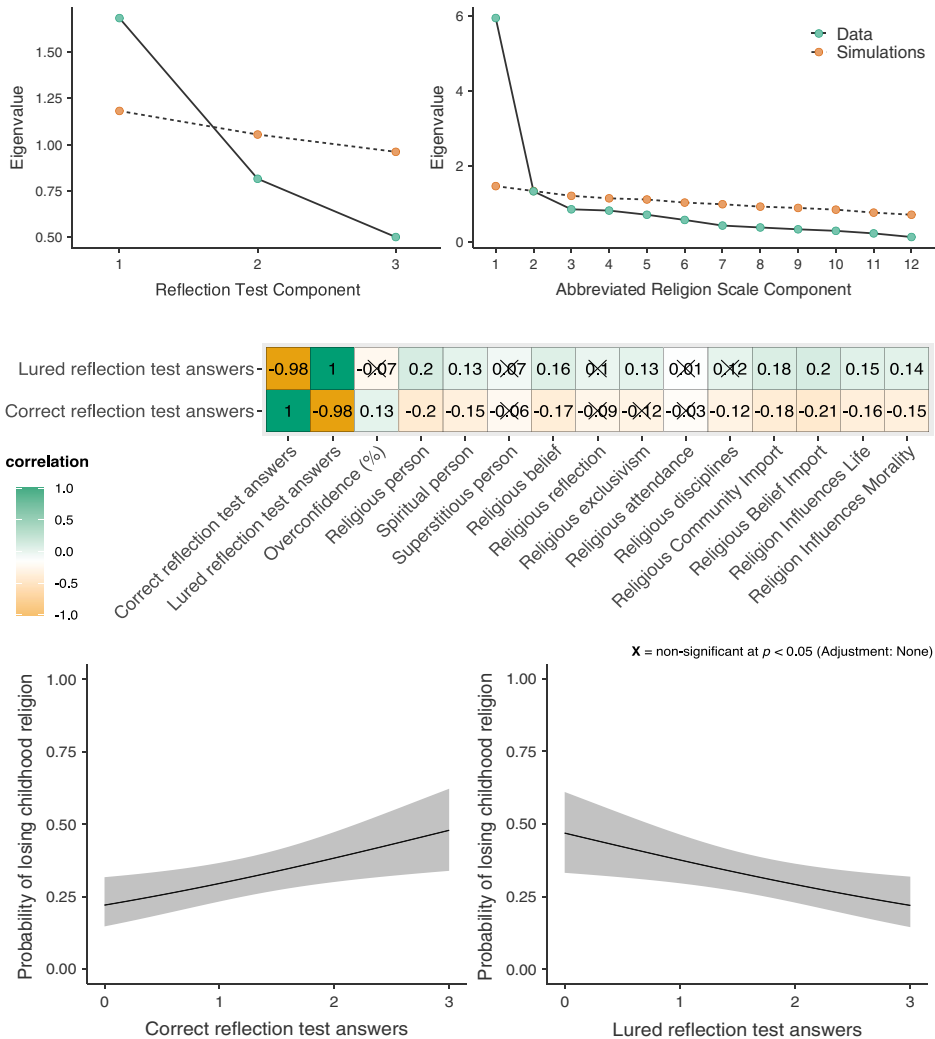 Eigenvalue
1.50
1.25
1.00
0.75
0.50
1 2 3
Reflection Test Component
Eigenvalue
6
4
2
0
1 2 3 4 5 6 7 8 9 10 11 12
Abbreviated Religion Scale Component
Data
Simulations
Lured reflection test answers -0.98 1 -0.07 0.2 0.13 0.07 0.16 0.1 0.13 0.01 0.12 0.18 0.2 0.15 0.14
Correct reflection test answers 1 -0.98 0.13 -0.2 -0.15 -0.06 -0.17 -0.09 -0.12 -0.03 -0.12 -0.18 -0.21 -0.16 -0.15
Correct reflection test answers
Lured reflection test answers
Overconfidence (%)
Religious person
Spiritual person
Superstitious person
Religious belief
Religious reflection
Religious exclusivism
Religious attendance
Religious disciplines
Religious Community Import
Religious Belief Import
Religion Influences Life
Religion Influences Morality
correlation
1.0
0.5
0.0
-0.5
-1.0
X = non-significant at p < 0.05 (Adjustment: None)
Probability of losing childhood religion
1.00
0.75
0.50
0.25
0.00
0 1 2 3
Correct reflection test answers
Probability of losing childhood religion
1.00
0.75
0.50
0.25
0.00
0 1 2 3
Lured reflection test answers